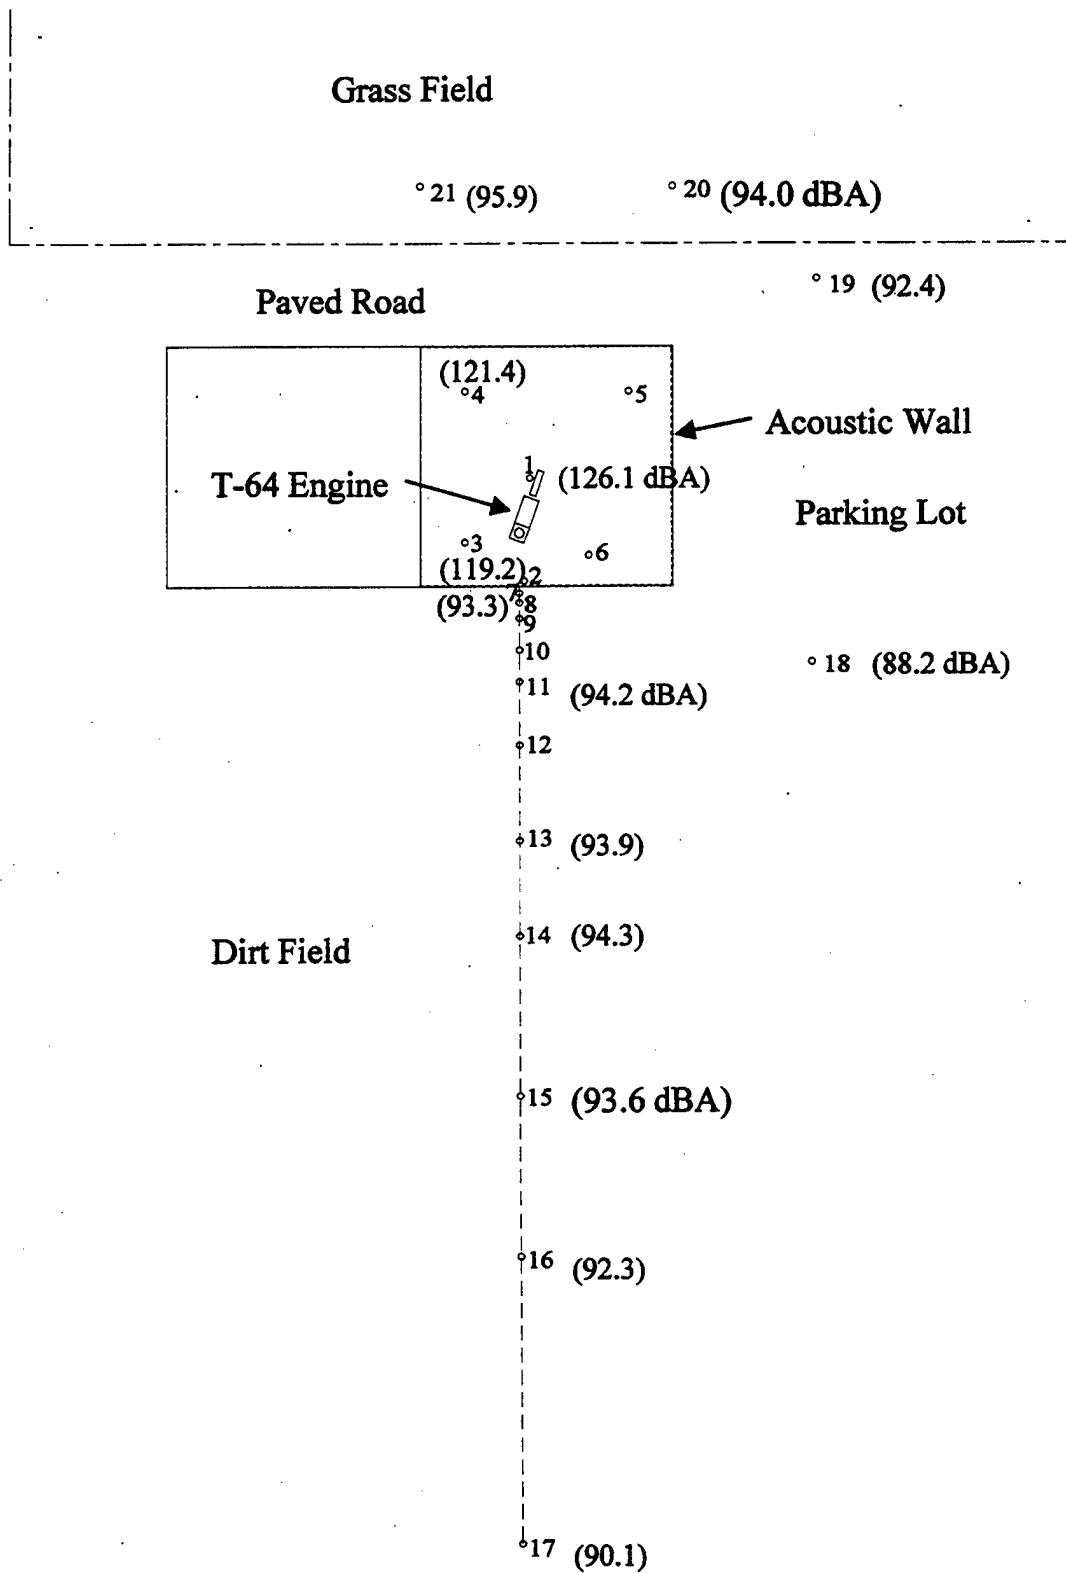 Grass Field
21 (95.9)
20 (94.0 dBA)
19 (92.4)
Paved Road
(121.4)
4
5
Acoustic Wall
1
(126.1 dBA)
T-64 Engine
Parking Lot
3
6
(119.2)
2
7
(93.3)
8
9
10
18 (88.2 dBA)
11 (94.2 dBA)
12
13 (93.9)
14 (94.3)
Dirt Field
15 (93.6 dBA)
16 (92.3)
17 (90.1)